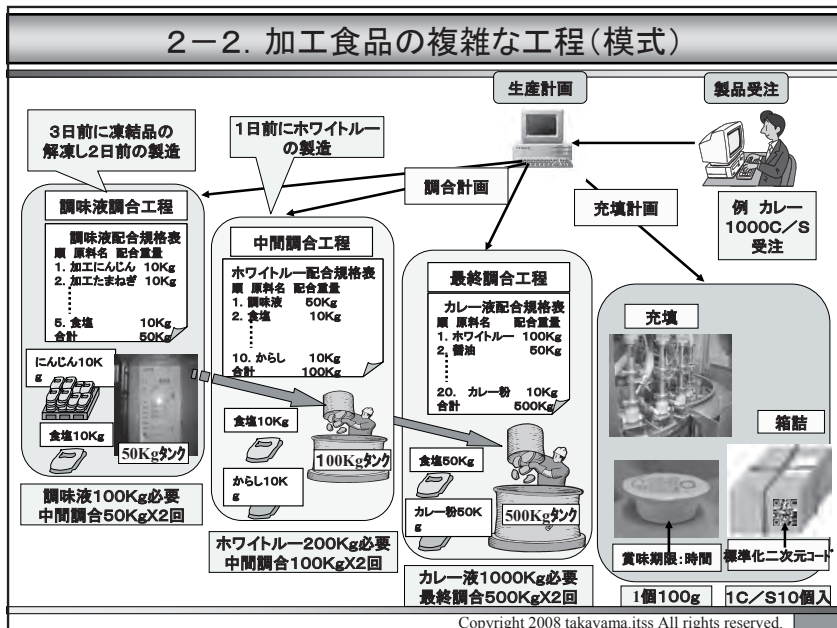 2−2．加工食品の複雑な工程（模式）
生産計画
製品受注
3日前に凍結品の
解凍し2日前の製造
1日前にホワイトルー
の製造
調合計画
充填計画
例 カレー
1000C／S
受注
調味液調合工程
調味液配合規格表
順 原料名 配合重量
1. 加工にんじん 10Kg
2. 加工たまねぎ 10Kg
5. 食塩 10Kg
合計 50Kg
にんじん10K
g
食塩10Kg
50Kgタンク
調味液100Kg必要
中間調合50KgX2回
中間調合工程
ホワイトルー配合規格表
順 原料名 配合重量
1. 調味液 50Kg
2. 食塩 10Kg
10. からし 10Kg
合計 100Kg
食塩10Kg
からし10K
g
100Kgタンク
ホワイトルー200Kg必要
中間調合100KgX2回
最終調合工程
カレー液配合規格表
順 原料名 配合重量
1. ホワイトルー 100Kg
2. 醤油 50Kg
20. カレー粉 10Kg
合計 500Kg
食塩50Kg
カレー粉50K
g
500Kgタンク
カレー液1000Kg必要
最終調合500KgX2回
充填
箱詰
賞味期限：時間
標準化二次元コード
1個100g
1C／S10個入
Copyright 2008 takayama.itss All rights reserved.